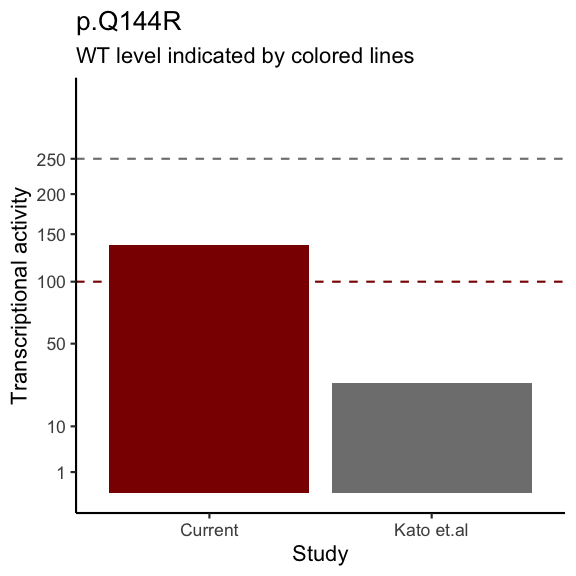 p.Q144R
WT level indicated by colored lines
Transcriptional activity
250
200
150
100
50
10
1
Current
Kato et.al
Study